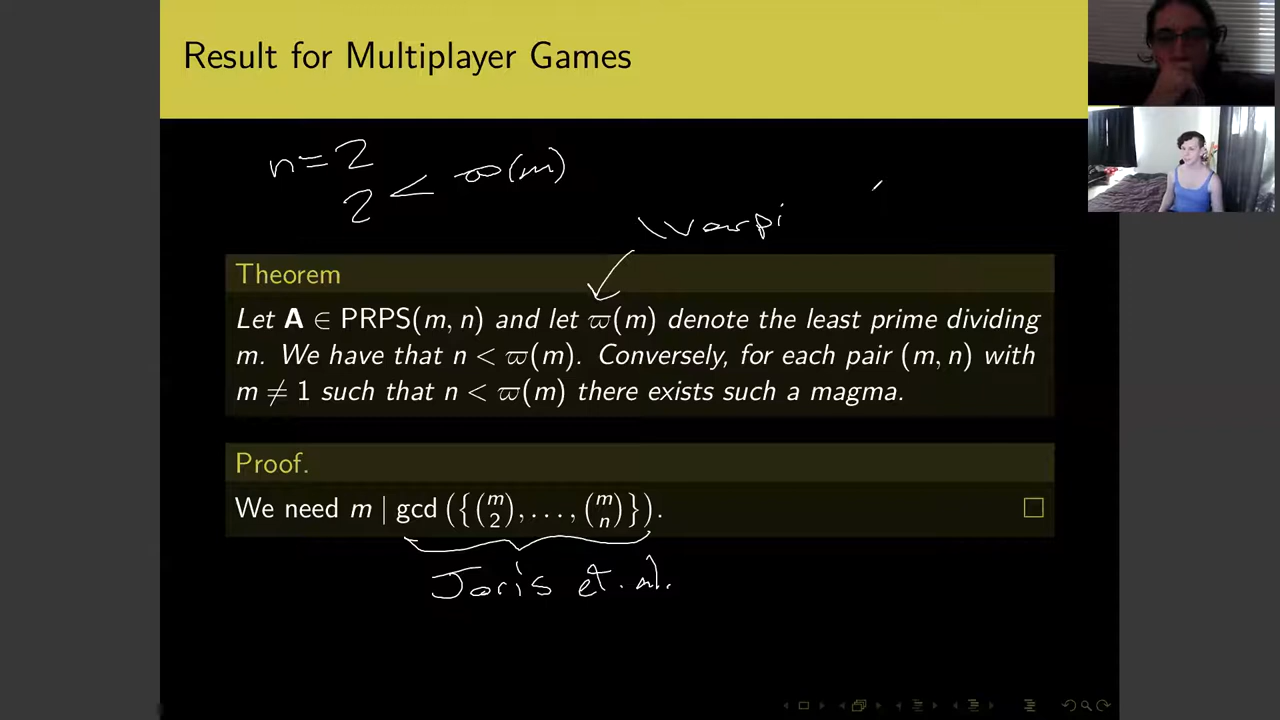 Result for Multiplayer Games
n=2
2 < ϖ(m)
\varpi
Theorem
Let A ∈ PRPS(m, n) and let ϖ(m) denote the least prime dividing
m. We have that n < ϖ(m). Conversely, for each pair (m, n) with
m ≠ 1 such that n < ϖ(m) there exists such a magma.
Proof.
We need m | gcd ({(m 2), . . . , (m n)}). □
Joris et. al.